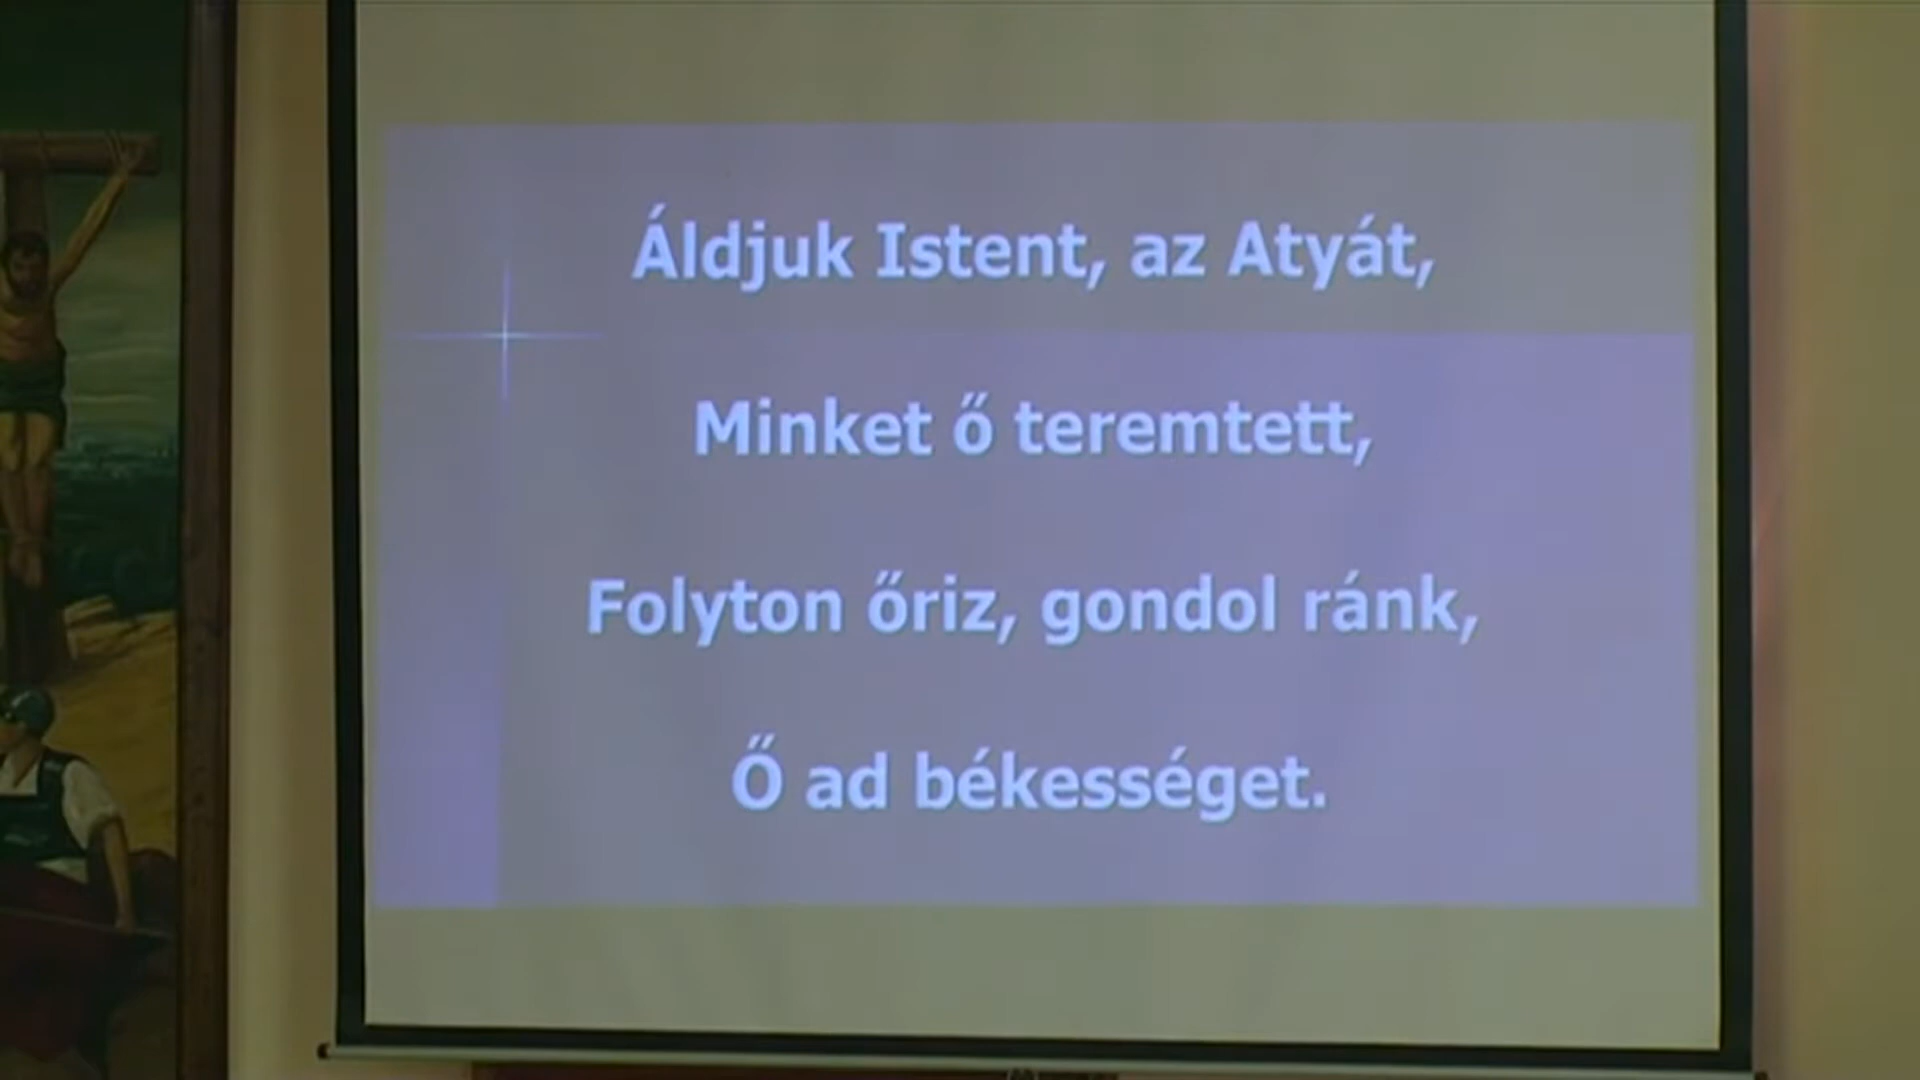 Áldjuk Istent, az Atyát,
Minket ő teremtett,
Folyton őriz, gondol ránk,
Ő ad békességet.